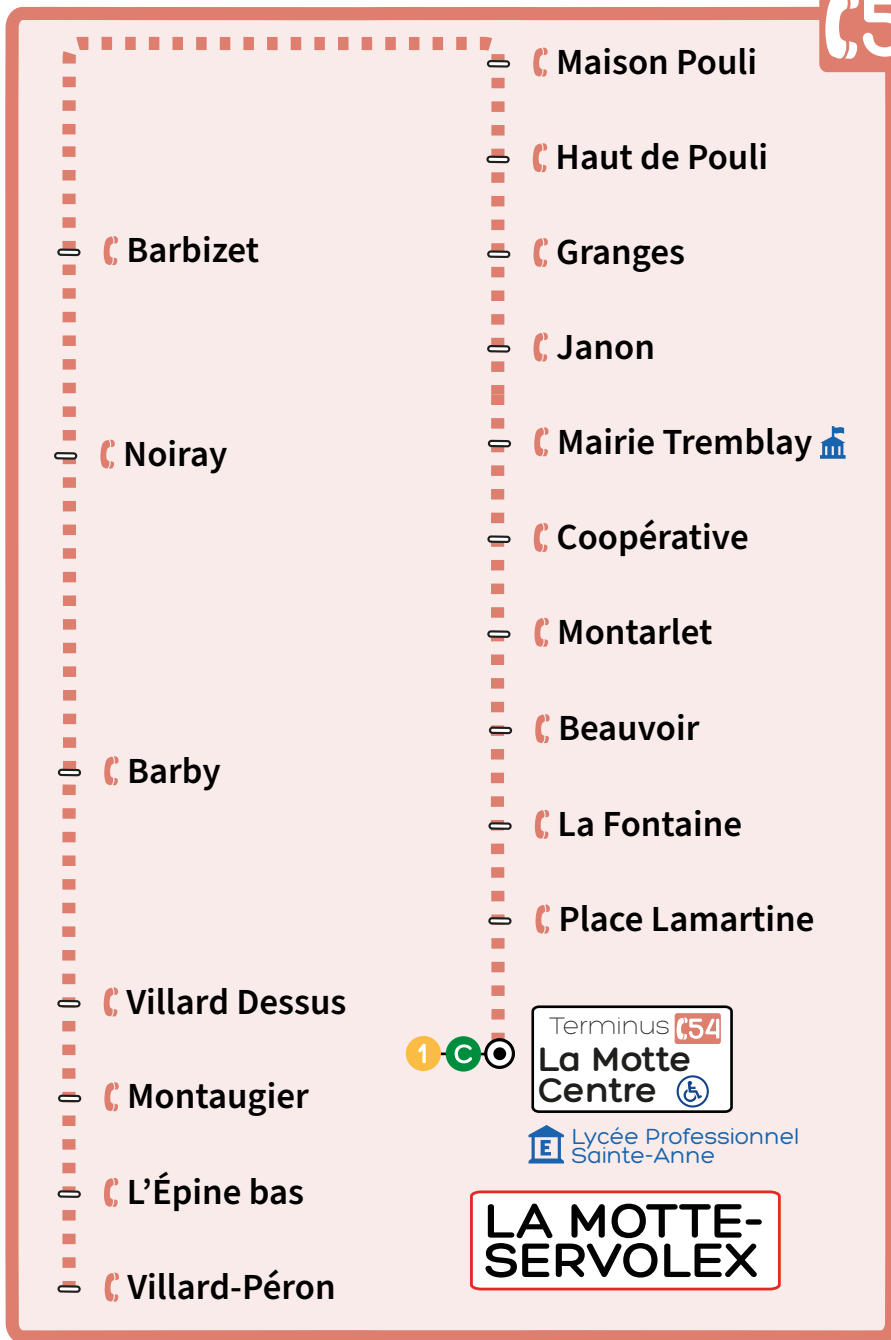 5
Maison Pouli
Haut de Pouli
Barbizet
Granges
Janon
Mairie Tremblay
Noiray
Coopérative
Montarlet
Beauvoir
Barby
La Fontaine
Place Lamartine
Villard Dessus
Montaugier
L'Épine bas
Villard-Péron
1 C
Terminus 54
La Motte
Centre
E Lycée Professionnel
Sainte-Anne
LA MOTTE-
SERVOLEX